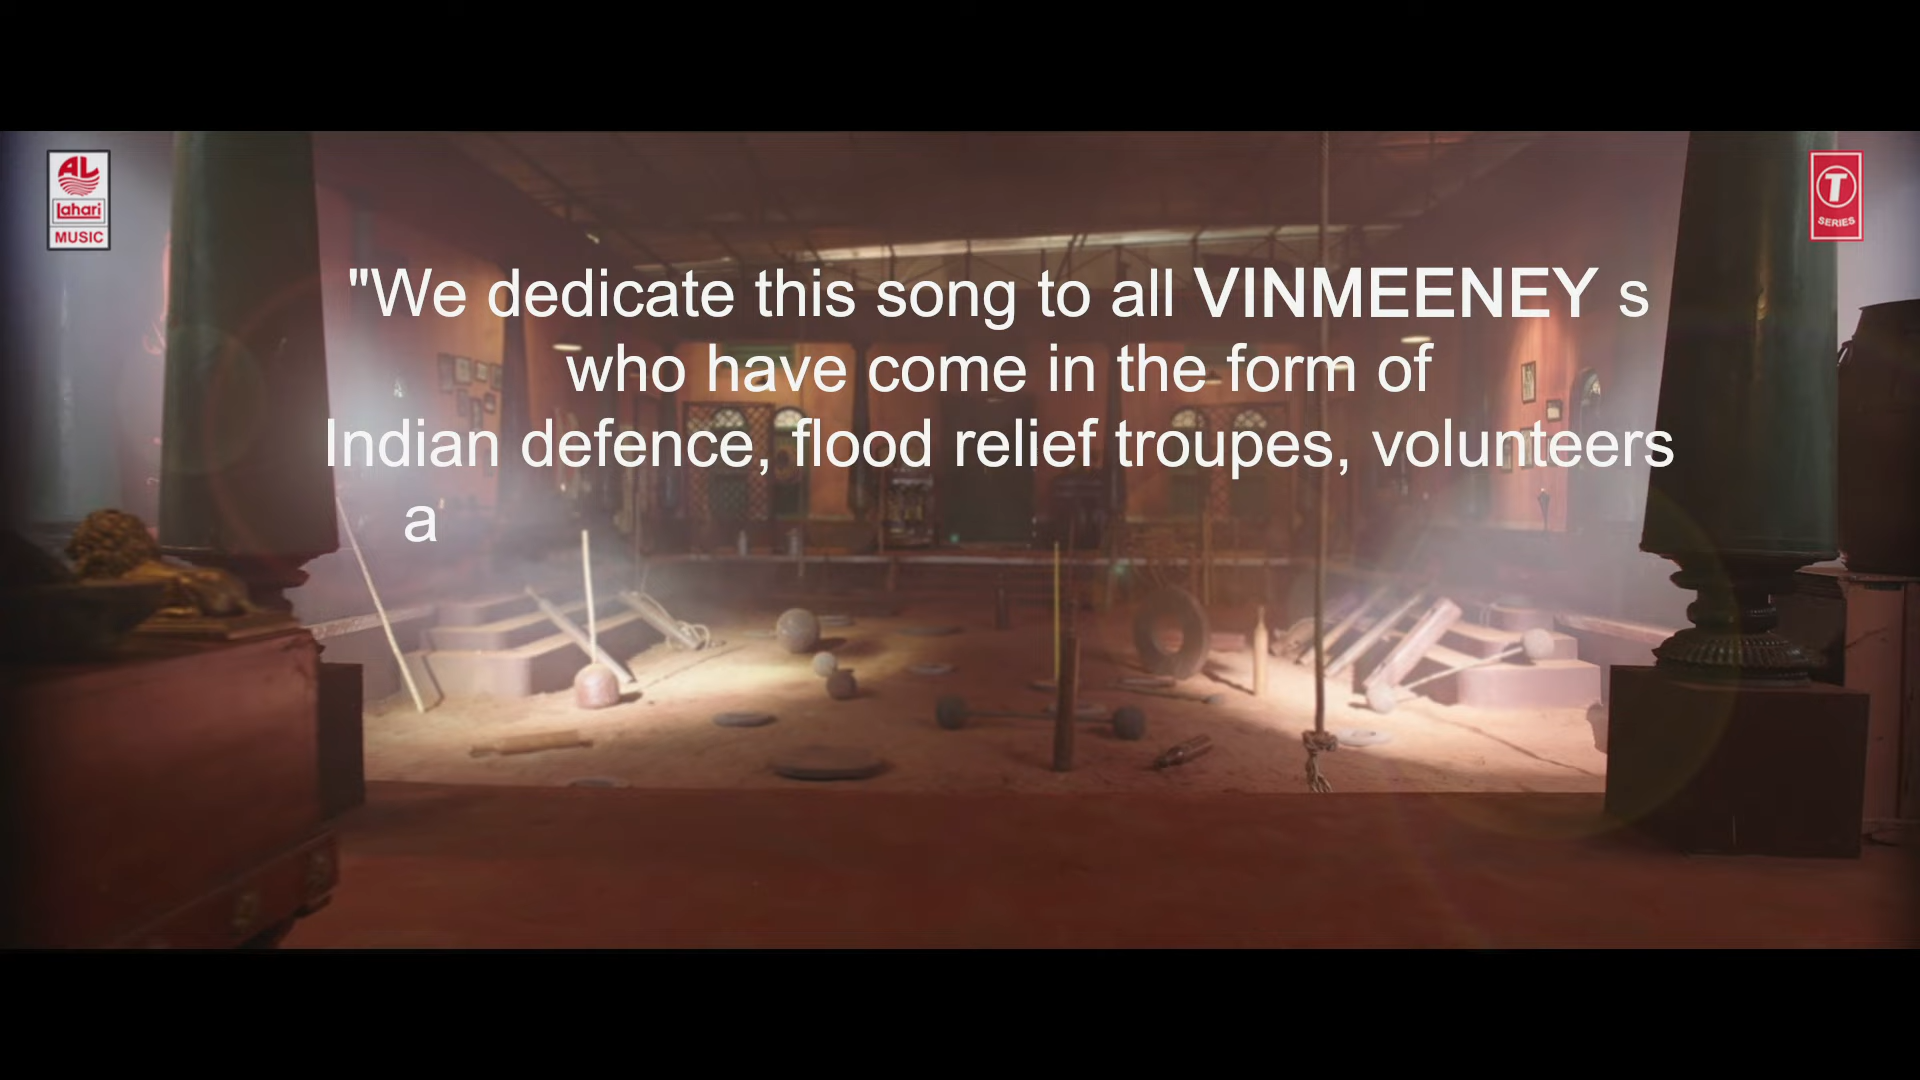 AL
Lahari
MUSIC
T
SERIES
"We dedicate this song to all VINMEENEY s
who have come in the form of
Indian defence, flood relief troupes, volunteers
a